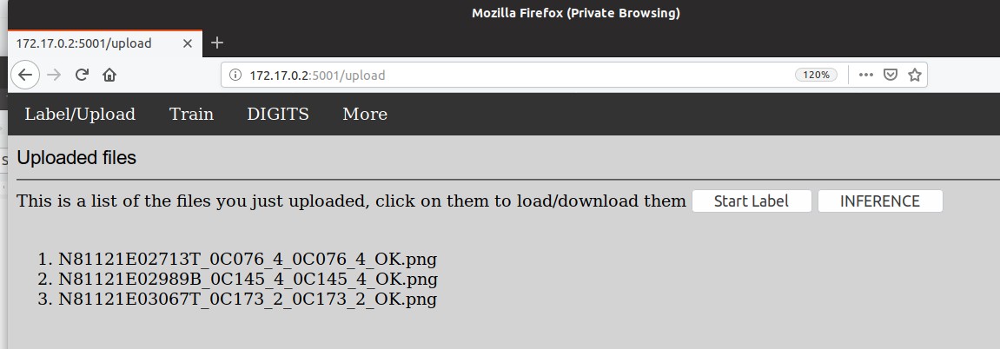 Mozilla Firefox (Private Browsing)
172.17.0.2:5001/upload
172.17.0.2:5001/upload 120%
Label/Upload Train DIGITS More
Uploaded files
This is a list of the files you just uploaded, click on them to load/download them Start Label INFERENCE
1. N81121E02713T_0C076_4_0C076_4_OK.png
2. N81121E02989B_0C145_4_0C145_4_OK.png
3. N81121E03067T_0C173_2_0C173_2_OK.png